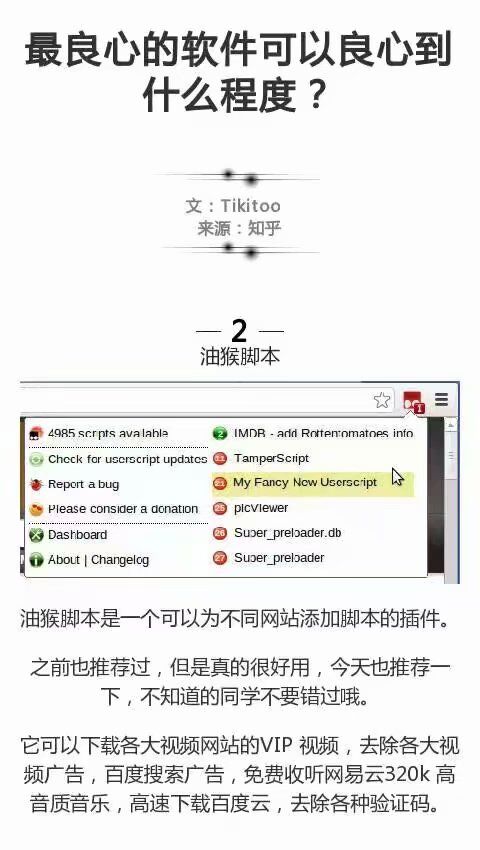 最良心的软件可以良心到
什么程度？
文：Tikitoo
来源：知乎
2
油猴脚本
1
4985 scripts available
Check for userscript updates
Report a bug
Please consider a donation
Dashboard
About | Changelog
2 IMDB - add Rottentomatoes info
11 TamperScript
21 My Fancy New Userscript
25 picViewer
26 Super_preloader.db
27 Super_preloader
油猴脚本是一个可以为不同网站添加脚本的插件。
之前也推荐过，但是真的很好用，今天也推荐一
下，不知道的同学不要错过哦。
它可以下载各大视频网站的VIP 视频，去除各大视
频广告，百度搜索广告，免费收听网易云320k 高
音质音乐，高速下载百度云，去除各种验证码。